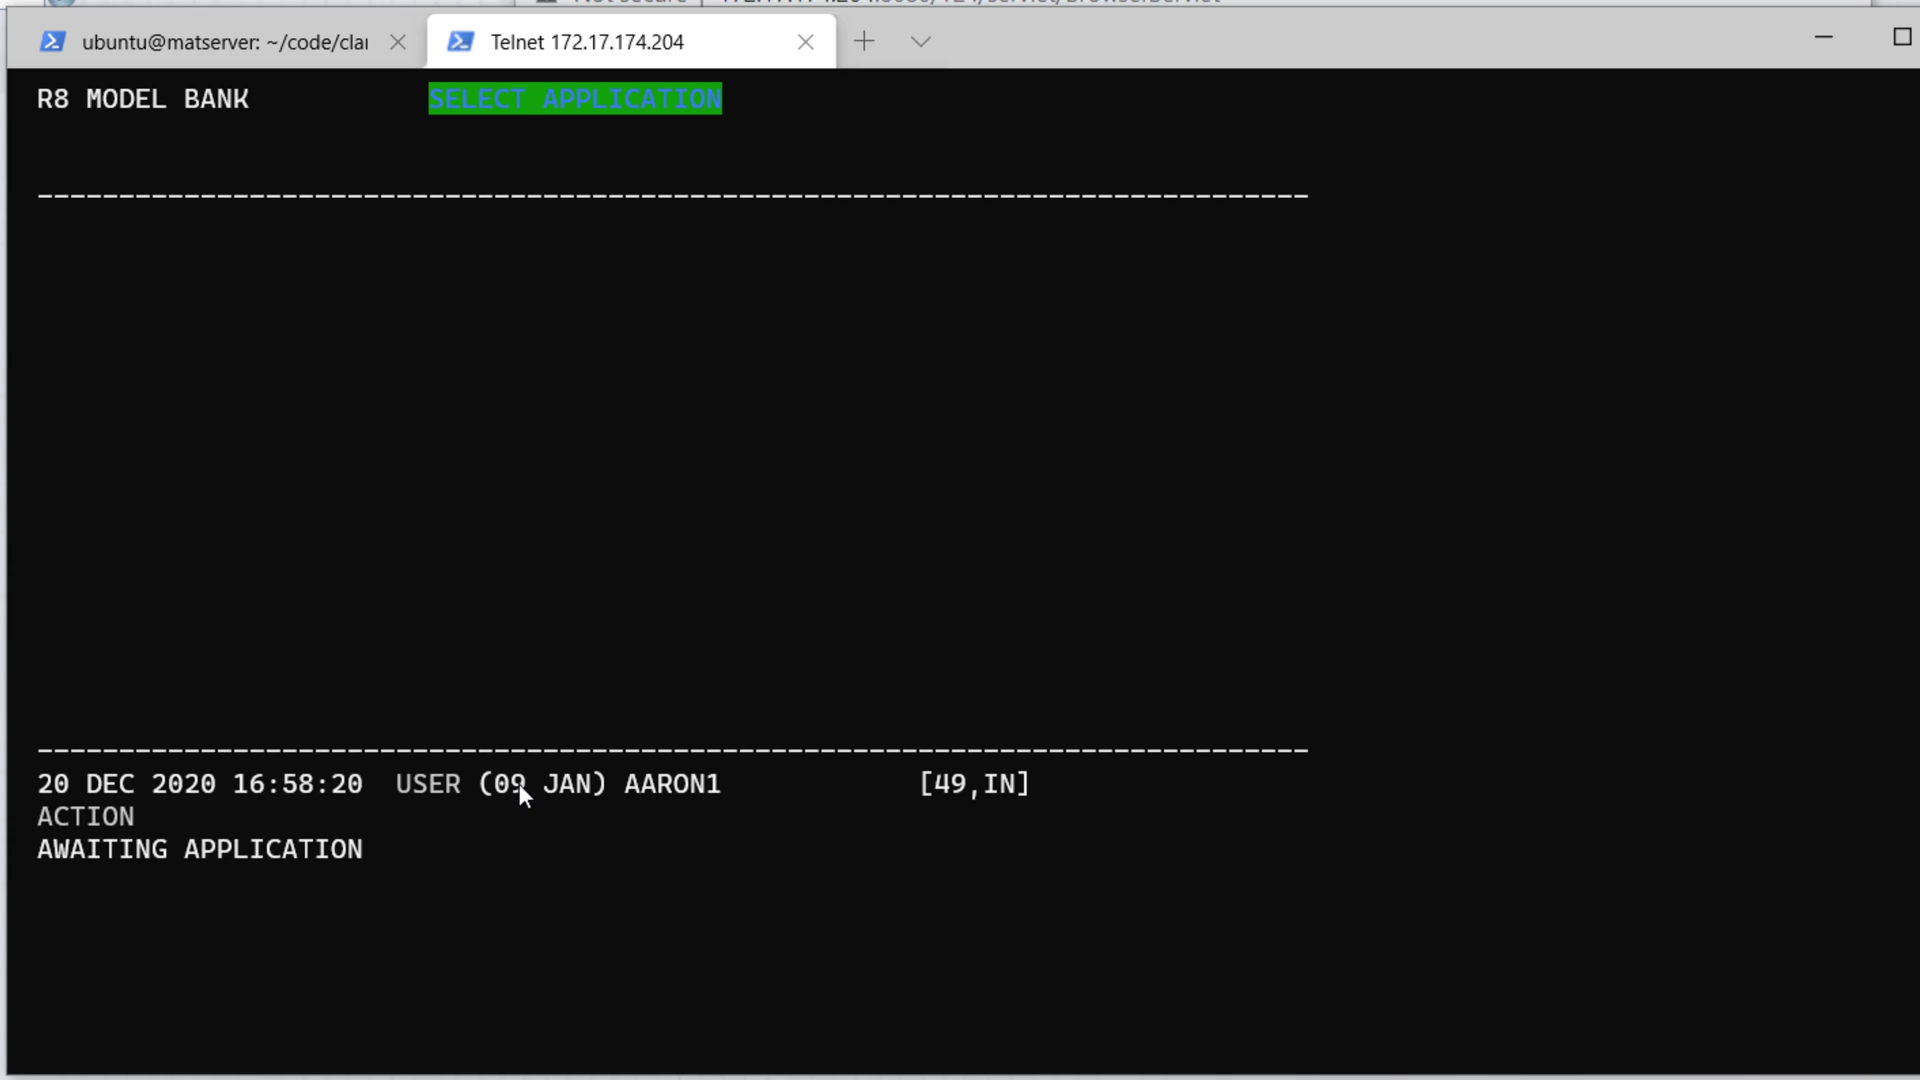 ubuntu@matserver: ~/code/clai
Telnet 172.17.174.204
R8 MODEL BANK SELECT APPLICATION
--------------------------------------------------------------------------------
--------------------------------------------------------------------------------
20 DEC 2020 16:58:20 USER (09 JAN) AARON1 [49,IN]
ACTION
AWAITING APPLICATION